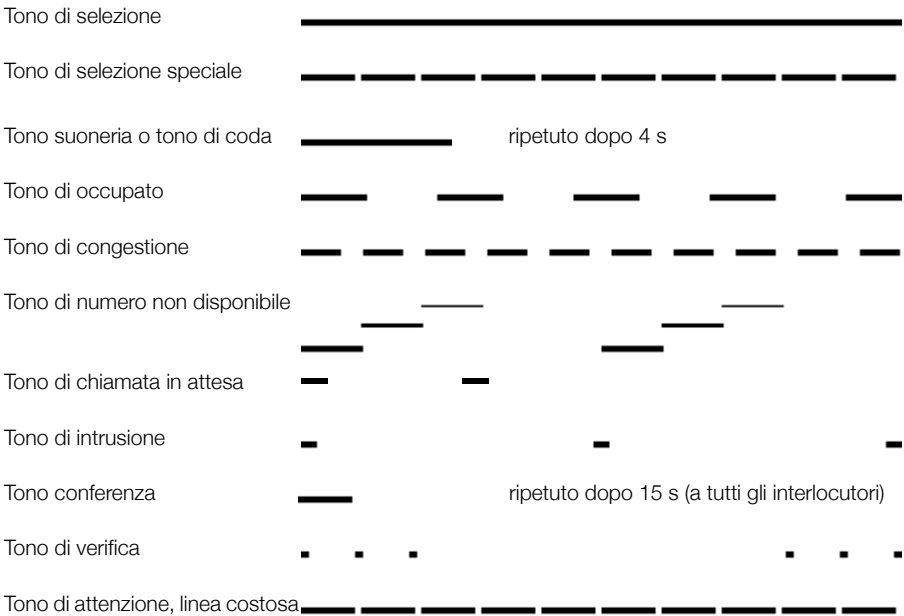 Tono di selezione
Tono di selezione speciale
Tono suoneria o tono di coda ripetuto dopo 4 s
Tono di occupato
Tono di congestione
Tono di numero non disponibile
Tono di chiamata in attesa
Tono di intrusione
Tono conferenza ripetuto dopo 15 s (a tutti gli interlocutori)
Tono di verifica
Tono di attenzione, linea costosa